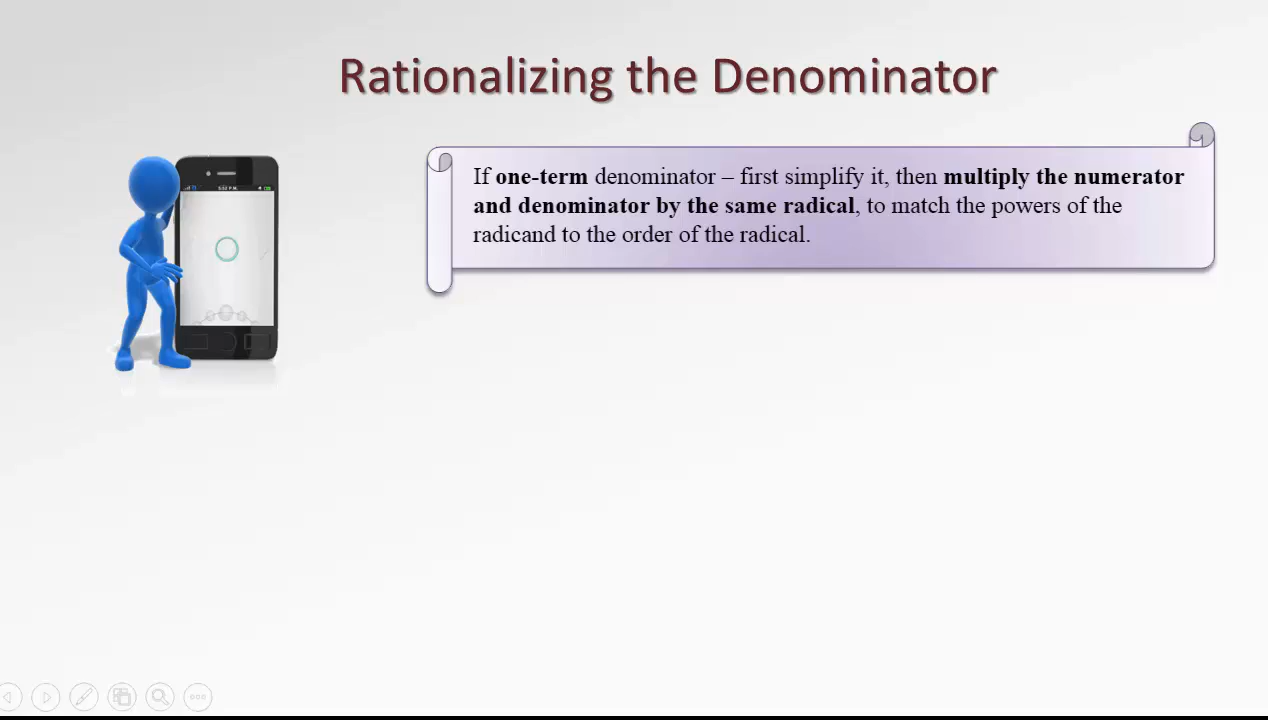 Rationalizing the Denominator
If one-term denominator – first simplify it, then multiply the numerator
and denominator by the same radical, to match the powers of the
radicand to the order of the radical.